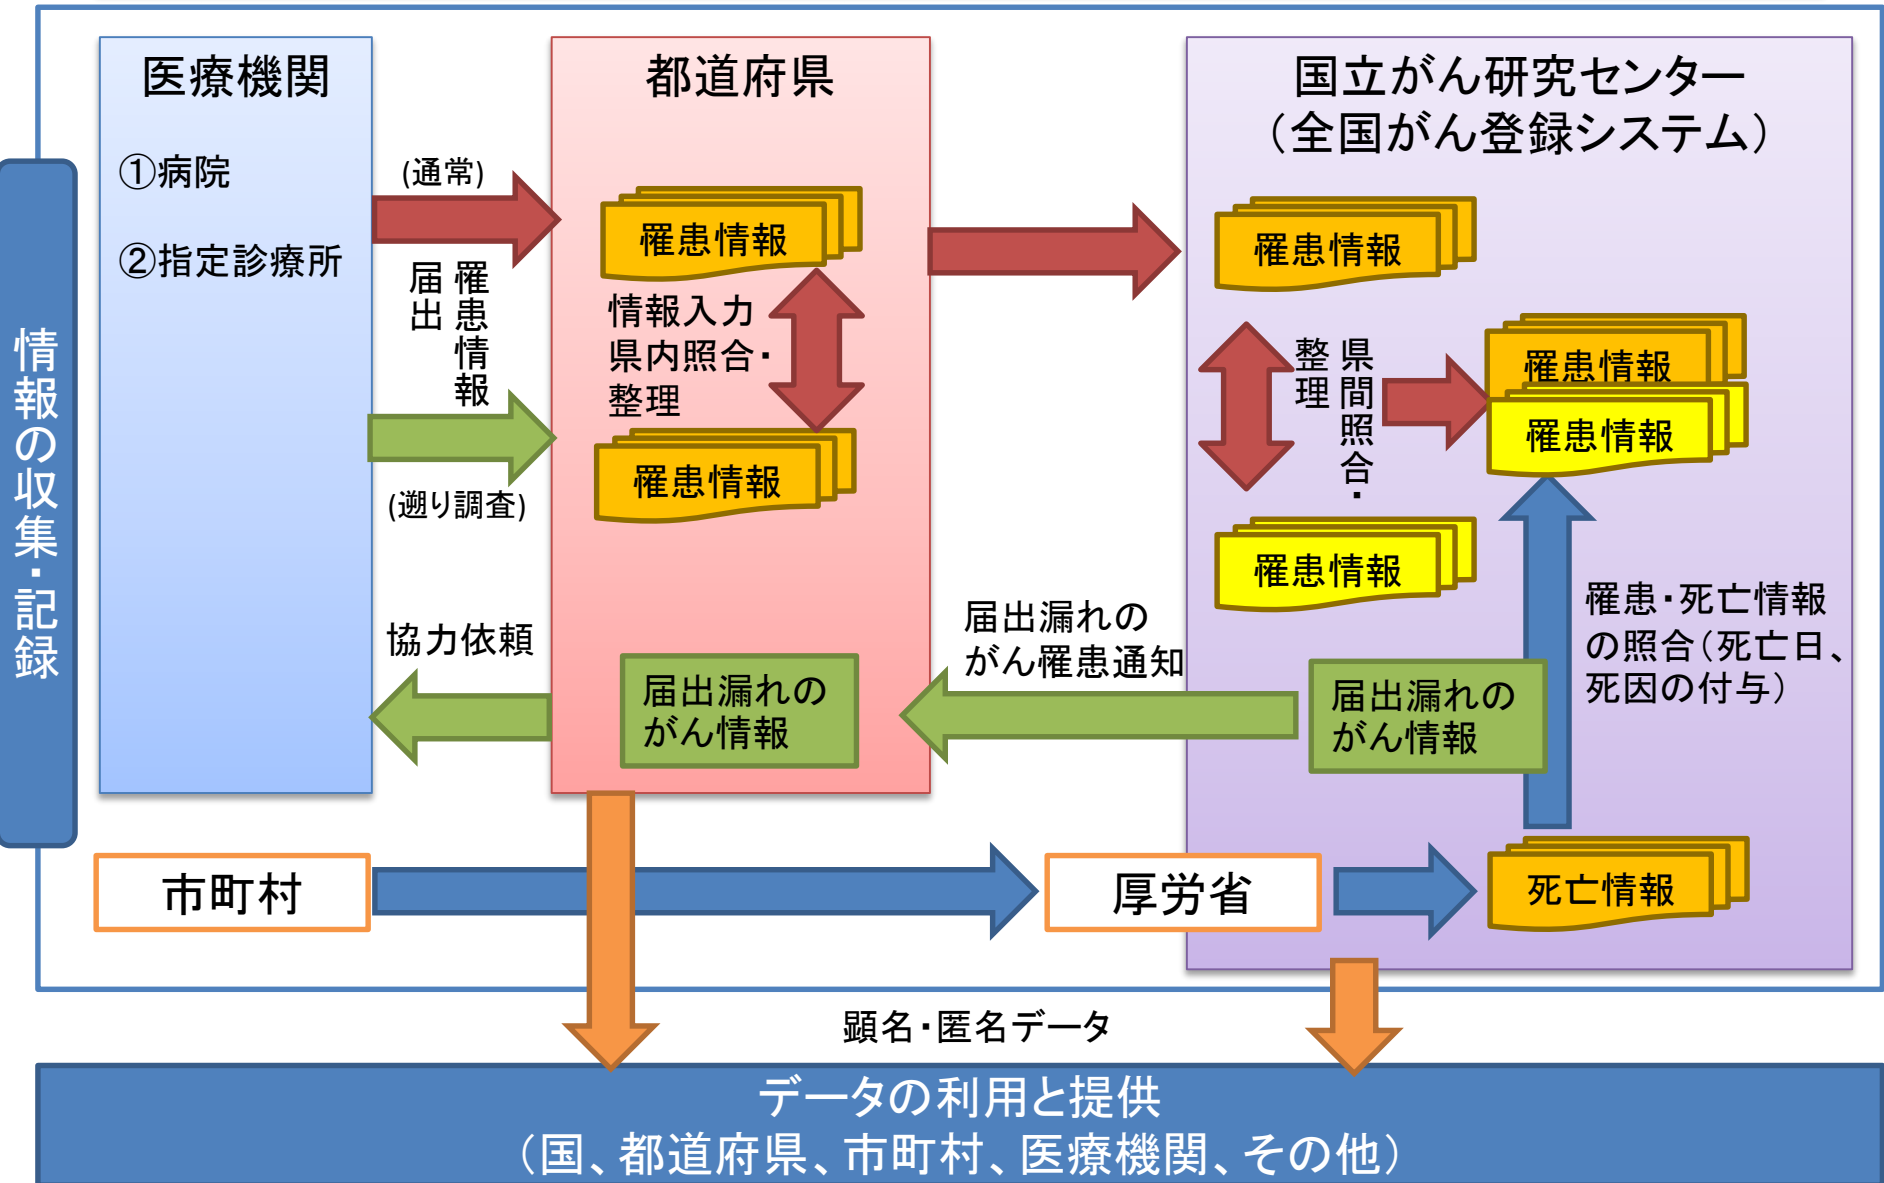 情報の収集・記録
医療機関
①病院
②指定診療所
(通常)
罹患情報
届出
(遡り調査)
協力依頼
都道府県
罹患情報
情報入力
県内照合・
整理
罹患情報
届出漏れの
がん情報
届出漏れの
がん罹患通知
国立がん研究センター
（全国がん登録システム）
罹患情報
県間照合・
整理
罹患情報
罹患情報
罹患情報
届出漏れの
がん情報
罹患・死亡情報
の照合（死亡日、
死因の付与）
市町村
厚労省
死亡情報
顕名・匿名データ
データの利用と提供
（国、都道府県、市町村、医療機関、その他）